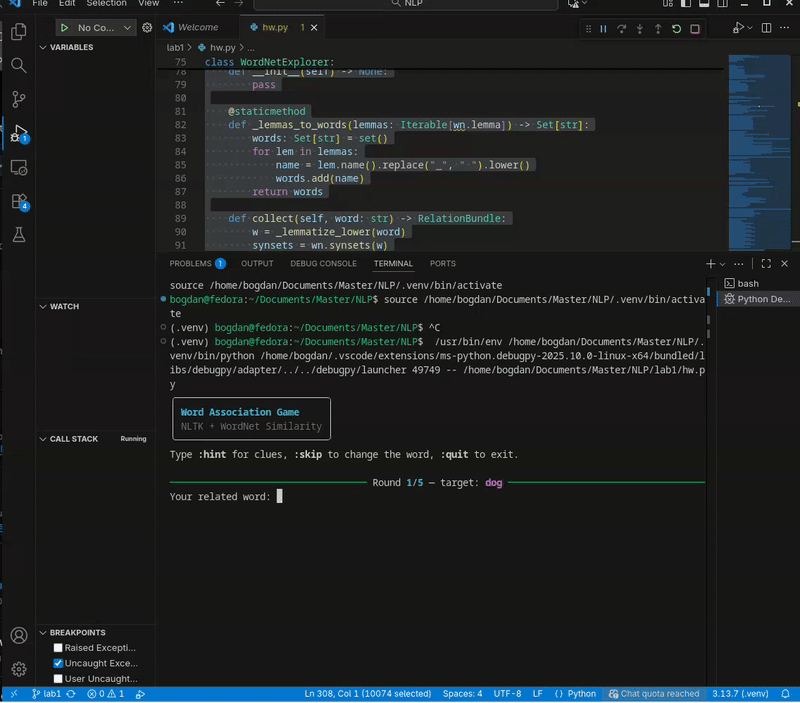 File Edit Selection View ··· NLP
No Co...
Welcome
hw.py 1
lab1 > hw.py > ...
VARIABLES
75 class WordNetExplorer:
78 def __init__(self) -> None:
79 pass
80
81 @staticmethod
82 def _lemmas_to_words(lemmas: Iterable[wn.lemma]) -> Set[str]:
83 words: Set[str] = set()
84 for lem in lemmas:
85 name = lem.name().replace("_", " ").lower()
86 words.add(name)
87 return words
88
89 def collect(self, word: str) -> RelationBundle:
90 w = _lemmatize_lower(word)
91 synsets = wn.synsets(w)
1
4
PROBLEMS 1 OUTPUT DEBUG CONSOLE TERMINAL PORTS
bash
Python De...
source /home/bogdan/Documents/Master/NLP/.venv/bin/activate
bogdan@fedora:~/Documents/Master/NLP$ source /home/bogdan/Documents/Master/NLP/.venv/bin/activa
te
(.venv) bogdan@fedora:~/Documents/Master/NLP$ ^C
(.venv) bogdan@fedora:~/Documents/Master/NLP$ /usr/bin/env /home/bogdan/Documents/Master/NLP/.
venv/bin/python /home/bogdan/.vscode/extensions/ms-python.debugpy-2025.10.0-linux-x64/bundled/l
ibs/debugpy/adapter/../../debugpy/launcher 49749 -- /home/bogdan/Documents/Master/NLP/lab1/hw.p
y
Word Association Game
NLTK + WordNet Similarity
Type :hint for clues, :skip to change the word, :quit to exit.
Round 1/5 — target: dog
Your related word:
WATCH
CALL STACK Running
BREAKPOINTS
Raised Excepti...
Uncaught Exce...
User Uncaught...
lab1 0 1 Ln 308, Col 1 (10074 selected) Spaces: 4 UTF-8 LF {} Python Chat quota reached 3.13.7 (.venv)